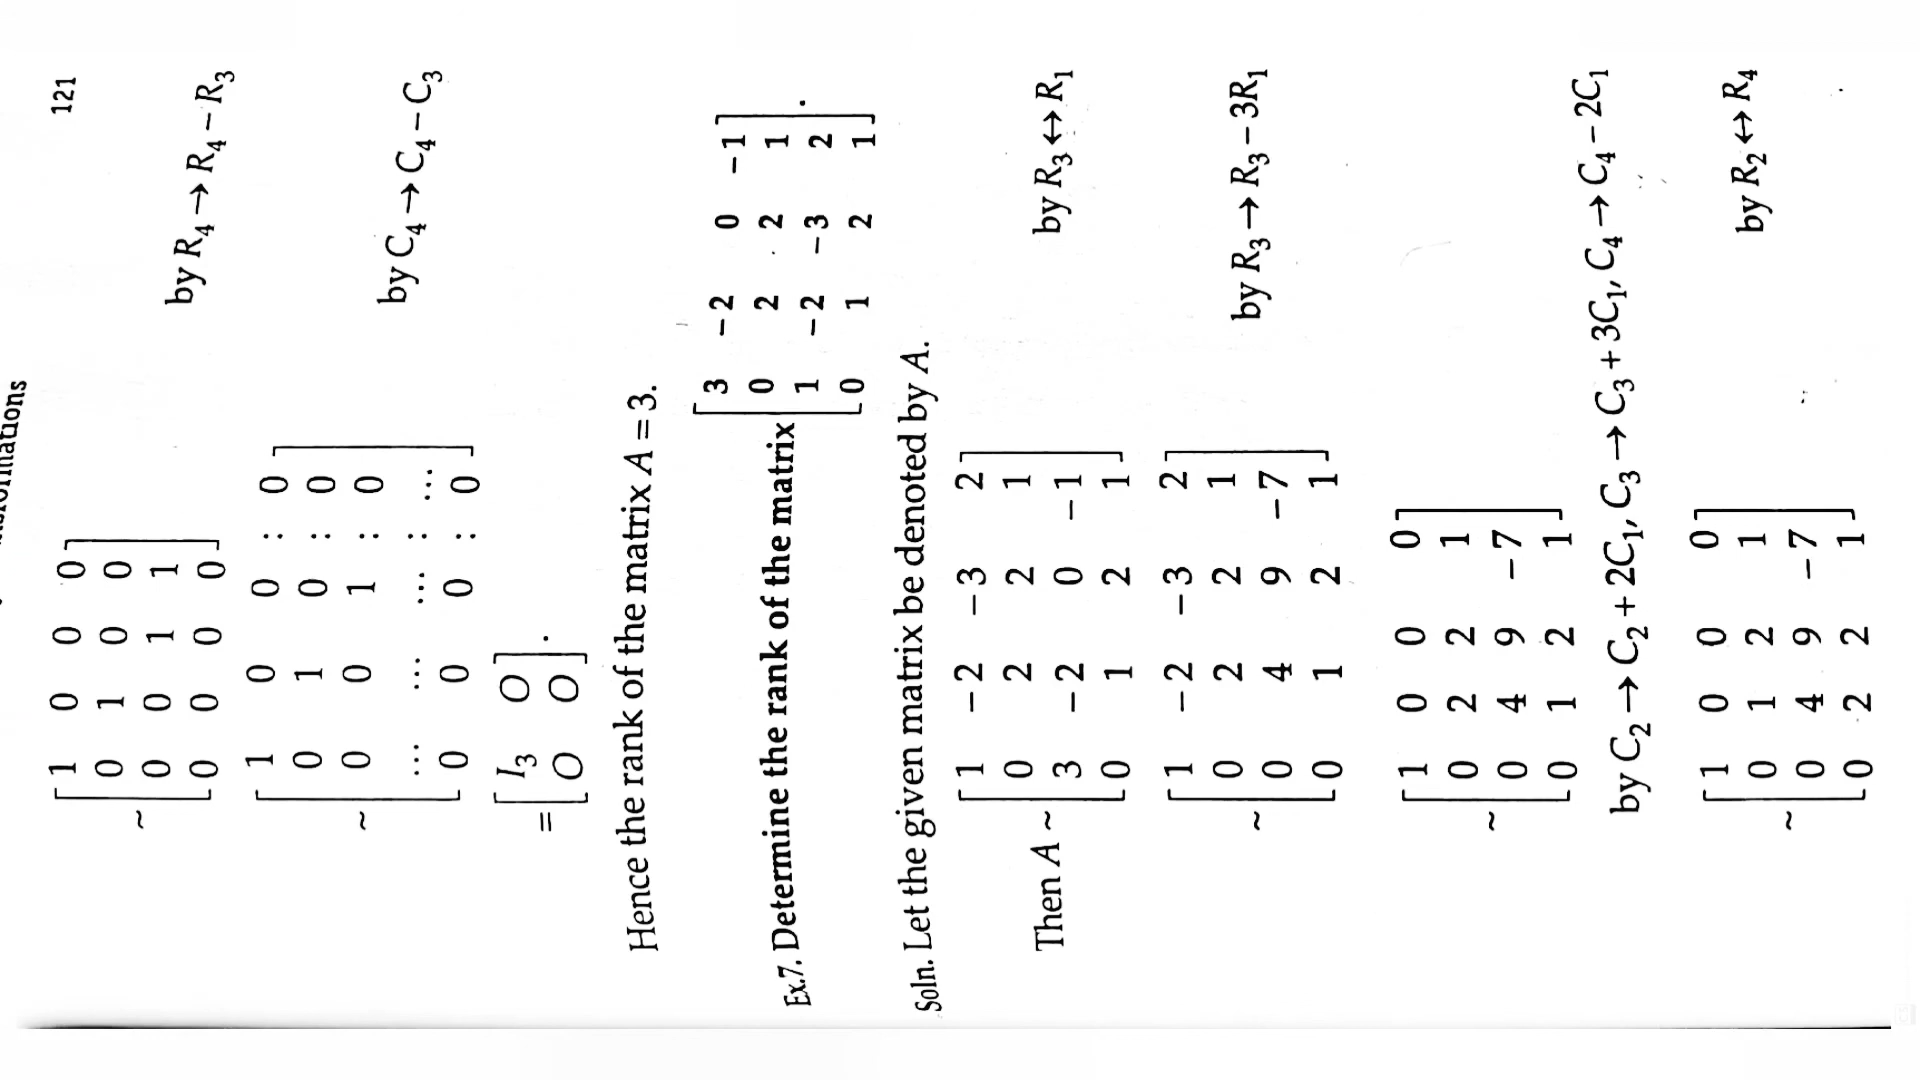 121
~ [ 1 0 0 0
0 1 0 0
0 0 1 1
0 0 0 0 ] by R4 → R4 − R3
~ [ 1 0 0 : 0
0 1 0 : 0
0 0 1 : 0
... ... ... : ...
0 0 0 : 0 ] by C4 → C4 − C3
= [ I3 O
O O ] .
Hence the rank of the matrix A = 3.
Ex.7. Determine the rank of the matrix [ 3 −2 0 −1
0 2 2 1
1 −2 −3 2
0 1 2 1 ] .
Soln. Let the given matrix be denoted by A.
Then A ~ [ 1 −2 −3 2
0 2 2 1
3 −2 0 −1
0 1 2 1 ] by R3 ↔ R1
~ [ 1 −2 −3 2
0 2 2 1
0 4 9 −7
0 1 2 1 ] by R3 → R3 − 3R1
~ [ 1 0 0 0
0 2 2 1
0 4 9 −7
0 1 2 1 ]
by C2 → C2 + 2C1, C3 → C3 + 3C1, C4 → C4 − 2C1
~ [ 1 0 0 0
0 1 2 1
0 4 9 −7
0 2 2 1 ] by R2 ↔ R4